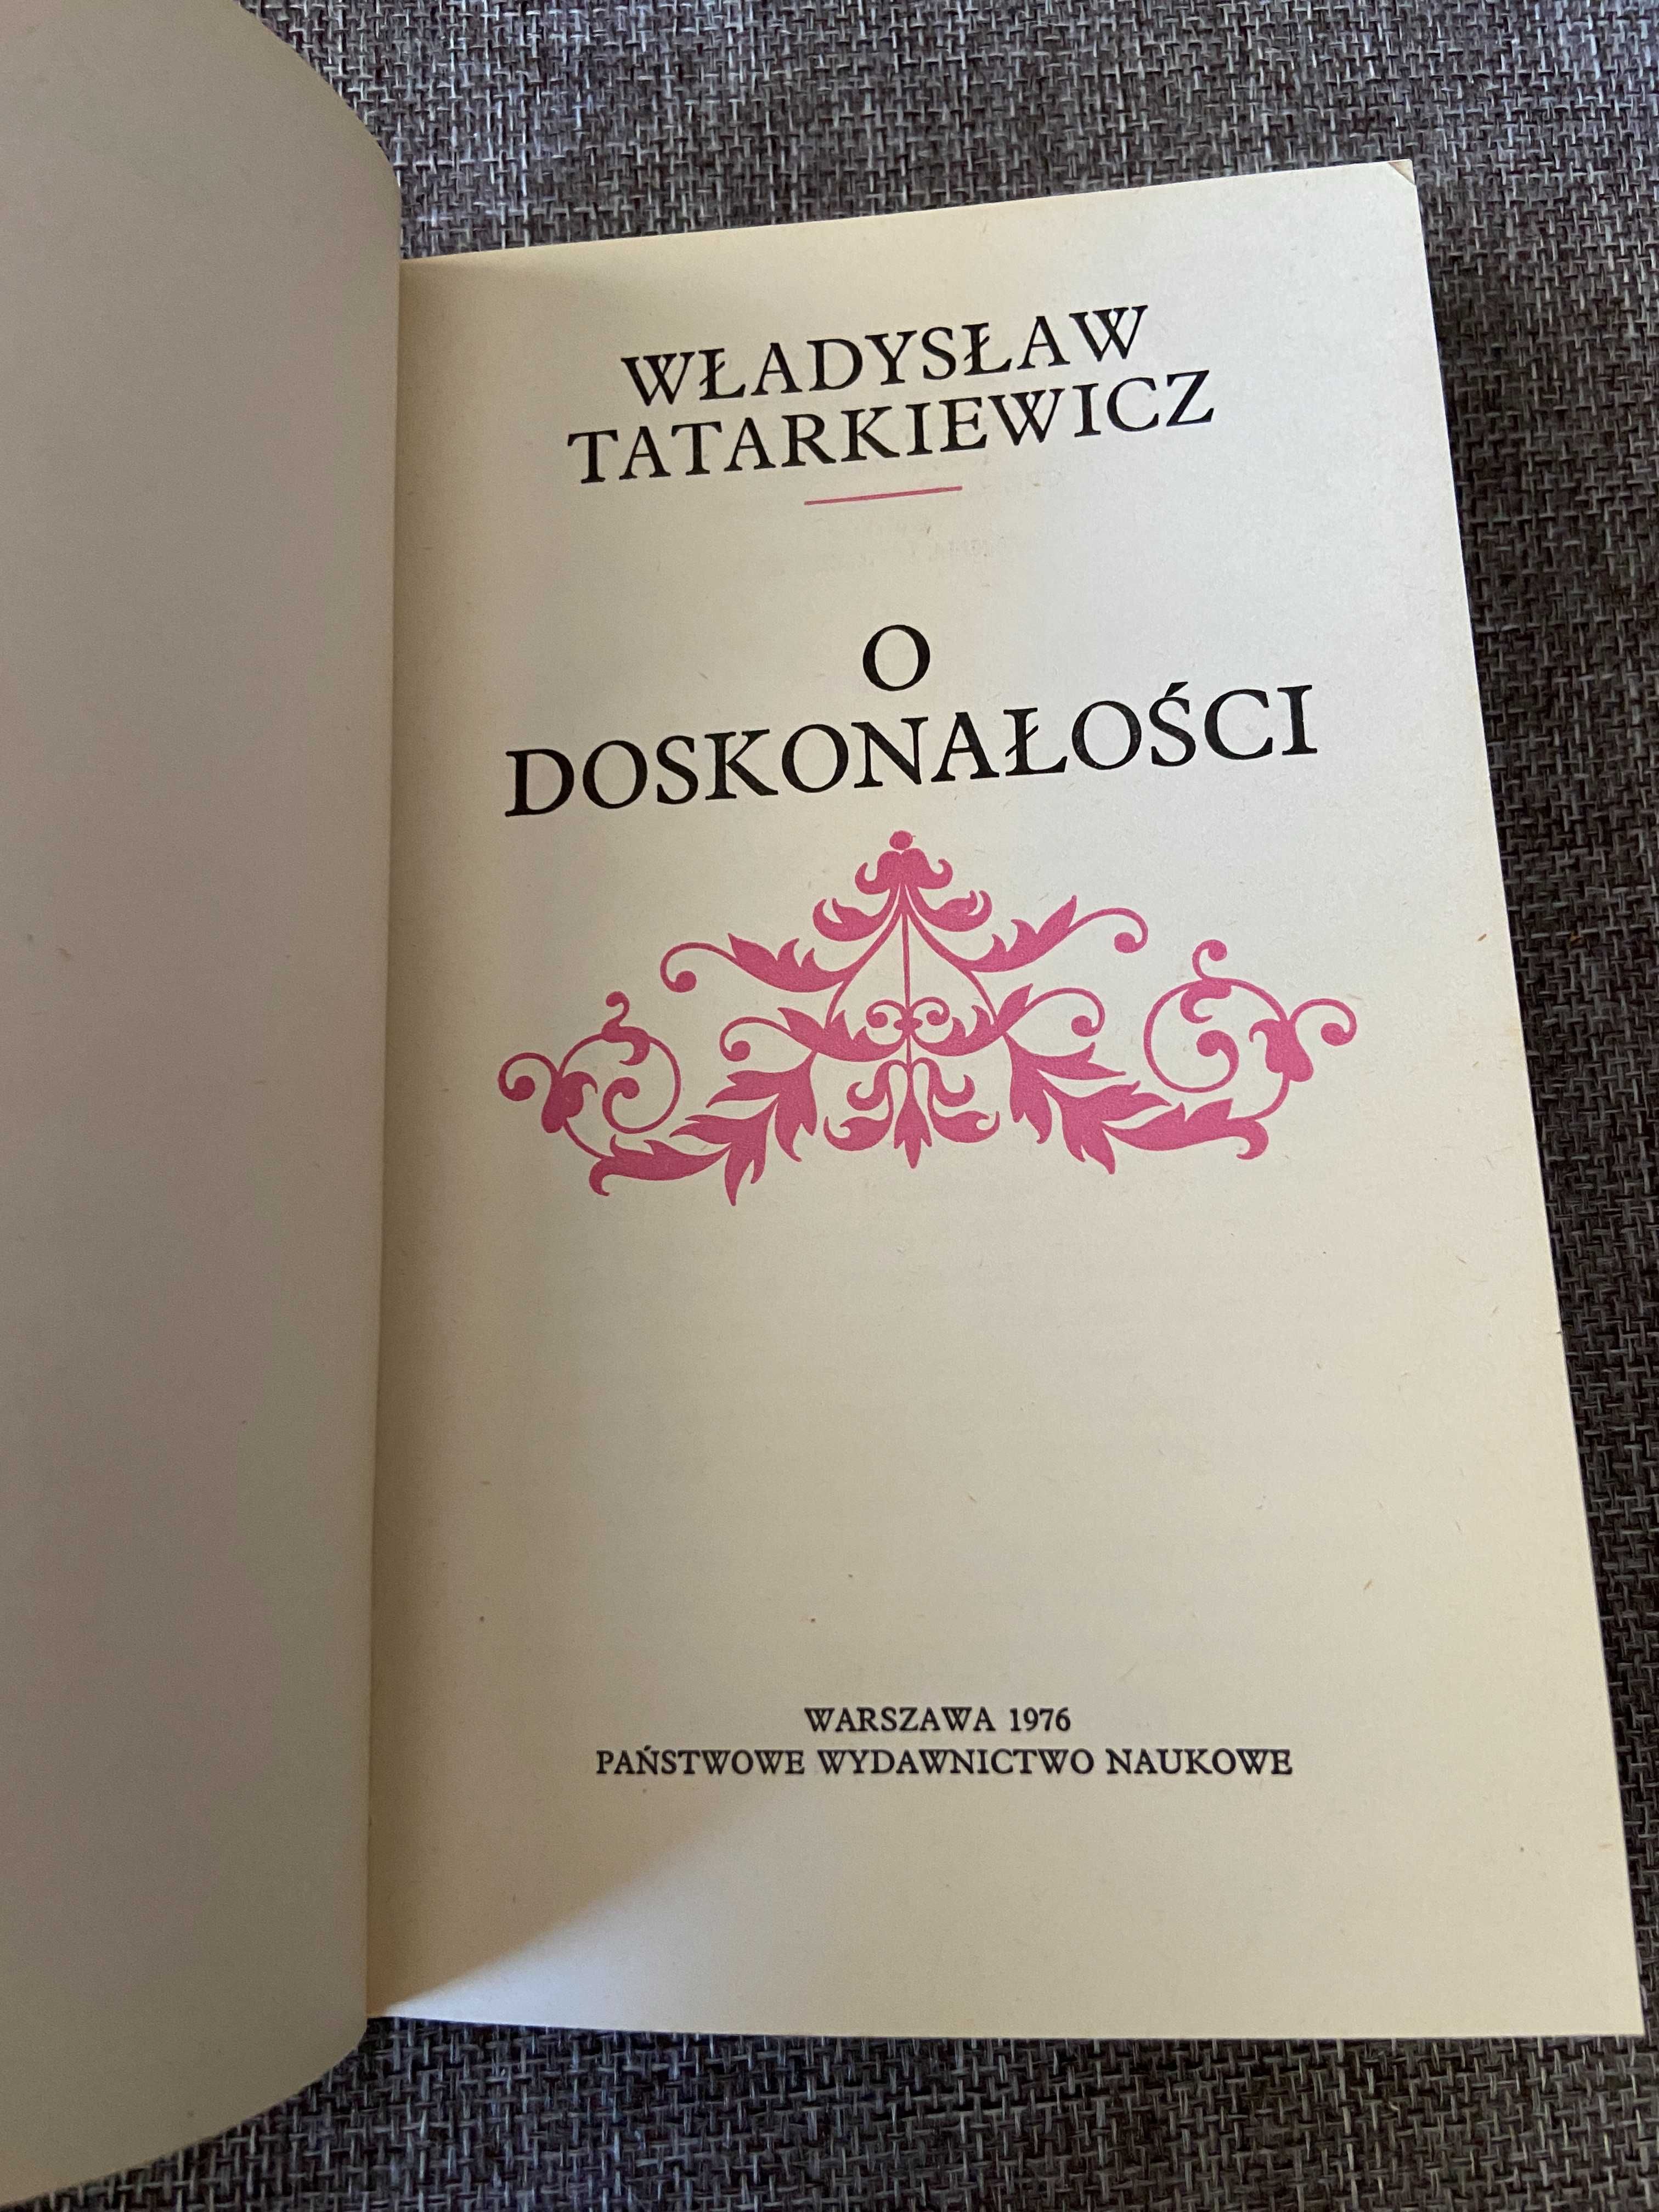 WŁADYSŁAW
TATARKIEWICZ
O
DOSKONAŁOŚCI
WARSZAWA 1976
PAŃSTWOWE WYDAWNICTWO NAUKOWE